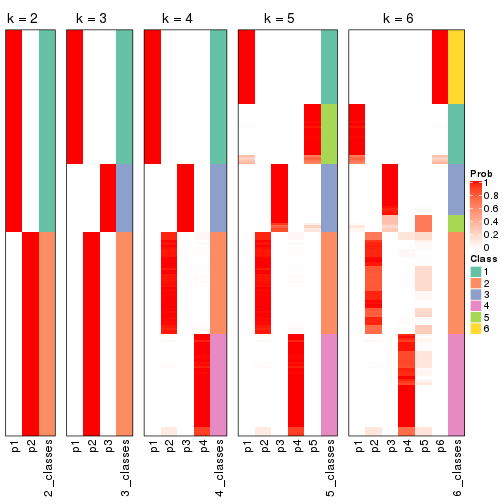 k = 2
k = 3
k = 4
k = 5
k = 6
Prob
1
0.8
0.6
0.4
0.2
0
Class
1
2
3
4
5
6
p1
p2
2_classes
p1
p2
p3
3_classes
p1
p2
p3
p4
4_classes
p1
p2
p3
p4
p5
5_classes
p1
p2
p3
p4
p5
p6
6_classes